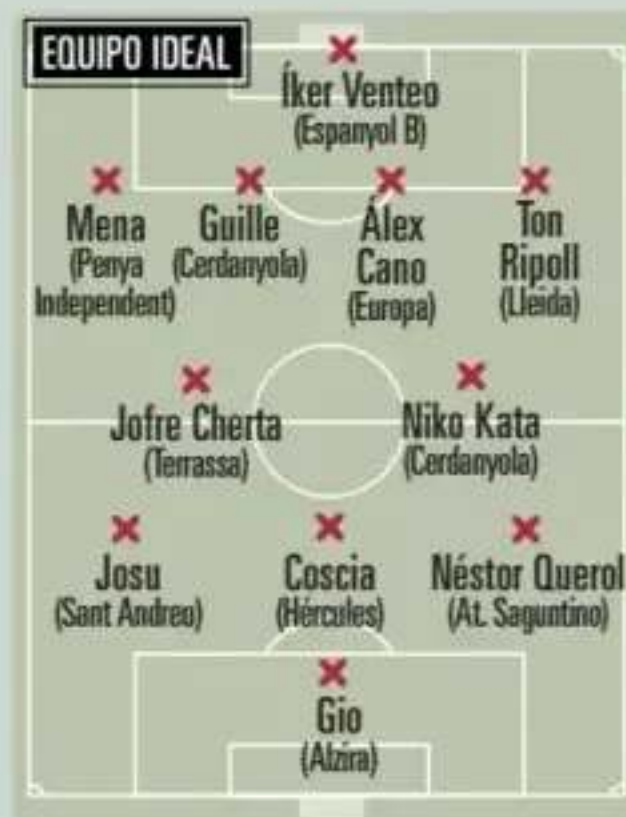 EQUIPO IDEAL
Íker Venteo
(Espanyol B)
Mena
(Penya
Independent)
Guille
(Cerdanyola)
Álex
Cano
(Europa)
Ton
Ripoll
(Lleida)
Jofre Cherta
(Terrassa)
Niko Kata
(Cerdanyola)
Josu
(Sant Andreu)
Coscia
(Hércules)
Néstor Querol
(At. Saguntino)
Gio
(Alzira)